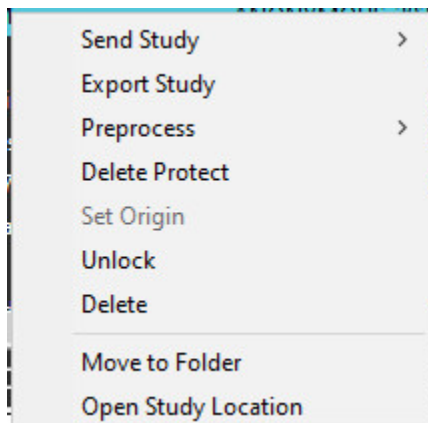 Send Study
Export Study
Preprocess
Delete Protect
Set Origin
Unlock
Delete
Move to Folder
Open Study Location